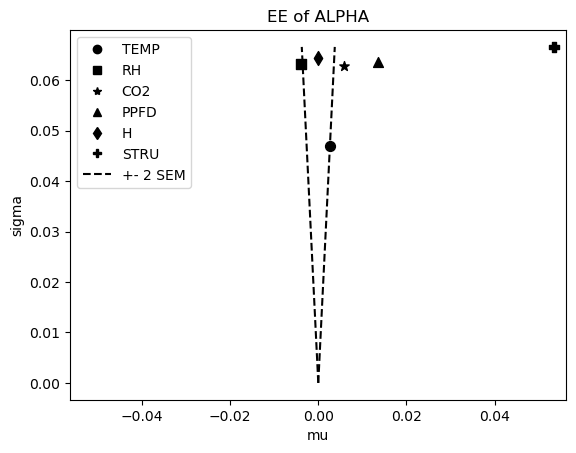 EE of ALPHA
TEMP
RH
CO2
PPFD
H
STRU
+- 2 SEM
sigma
0.06
0.05
0.04
0.03
0.02
0.01
0.00
−0.04
−0.02
0.00
0.02
0.04
mu